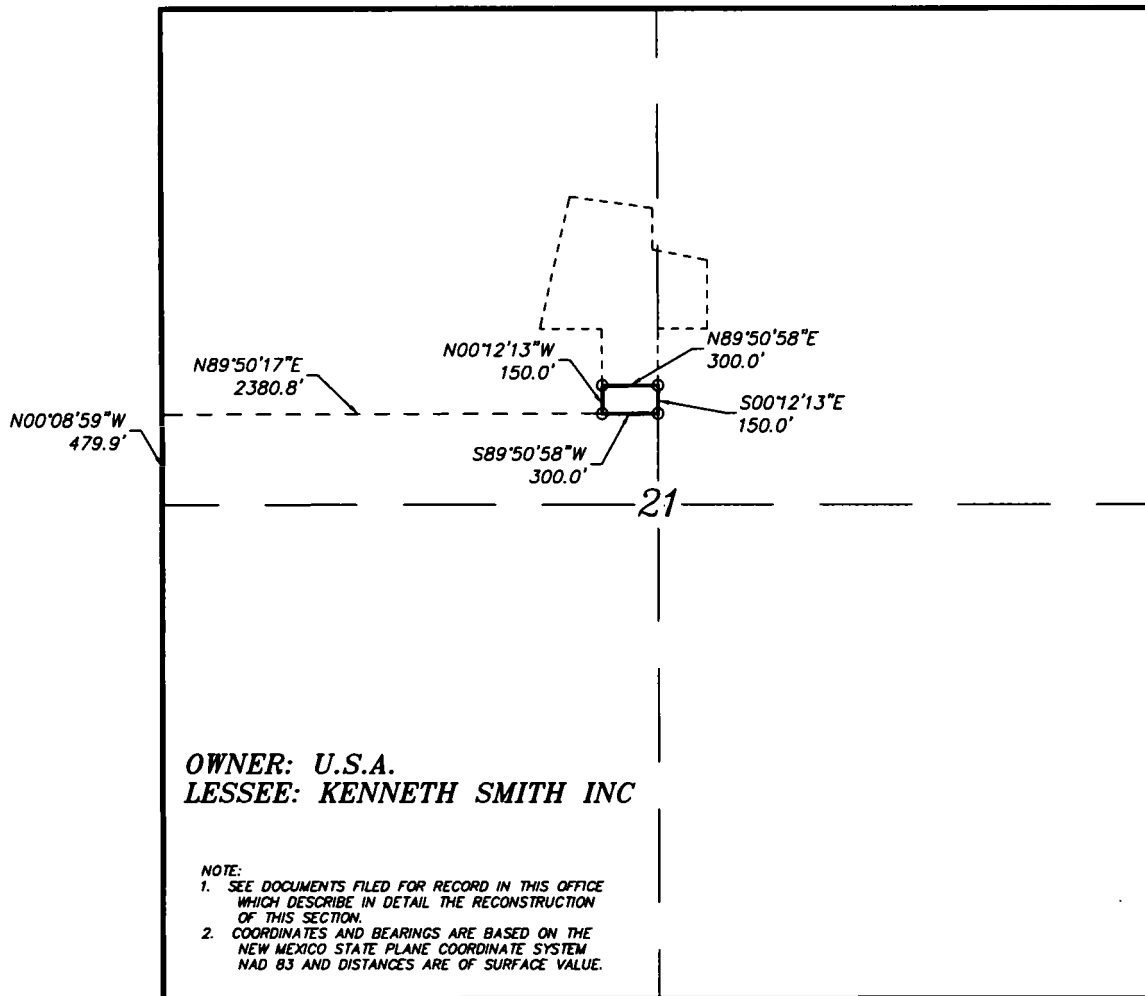 N89°50'58"E
300.0'
N00°12'13"W
150.0'
N89°50'17"E
2380.8'
N00°08'59"W
479.9'
S00°12'13"E
150.0'
S89°50'58"W
300.0'
21
OWNER: U.S.A.
LESSEE: KENNETH SMITH INC
NOTE:
1. SEE DOCUMENTS FILED FOR RECORD IN THIS OFFICE
WHICH DESCRIBE IN DETAIL THE RECONSTRUCTION
OF THIS SECTION.
2. COORDINATES AND BEARINGS ARE BASED ON THE
NEW MEXICO STATE PLANE COORDINATE SYSTEM
NAD 83 AND DISTANCES ARE OF SURFACE VALUE.